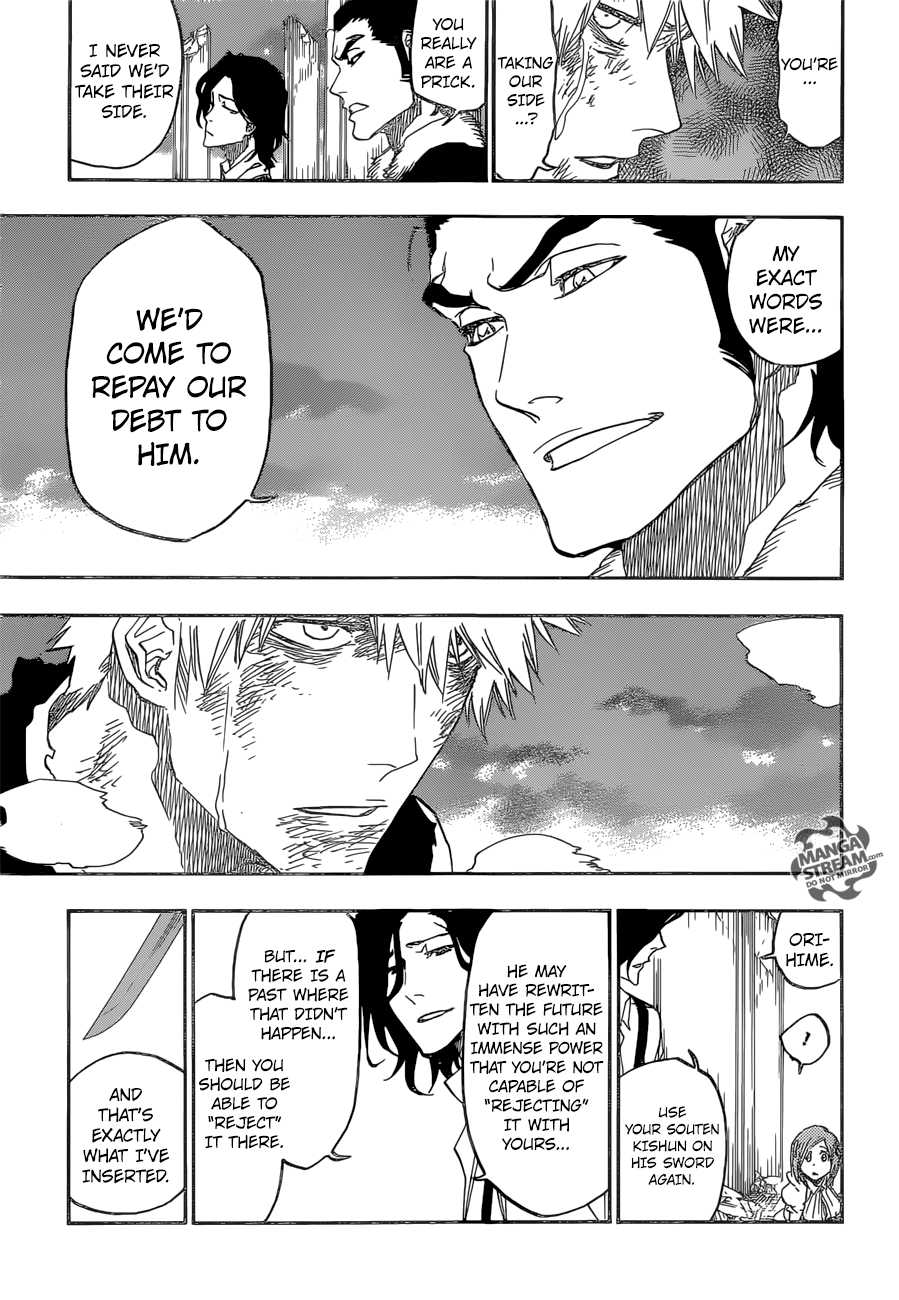 YOU'RE
...
TAKING
OUR
SIDE
...?
YOU
REALLY
ARE A
PRICK.
I NEVER
SAID WE'D
TAKE THEIR
SIDE.
MY
EXACT
WORDS
WERE...
WE'D
COME TO
REPAY OUR
DEBT TO
HIM.
MANGA
STREAM.com
DO NOT MIRROR!
ORI-
HIME.
!
USE
YOUR SOUTEN
KISHUN ON
HIS SWORD
AGAIN.
HE MAY
HAVE REWRIT-
TEN THE FUTURE
WITH SUCH AN
IMMENSE POWER
THAT YOU'RE NOT
CAPABLE OF
"REJECTING"
IT WITH
YOURS...
BUT... IF
THERE IS A
PAST WHERE
THAT DIDN'T
HAPPEN...
THEN YOU
SHOULD BE
ABLE TO
"REJECT"
IT THERE.
AND
THAT'S
EXACTLY
WHAT I'VE
INSERTED.